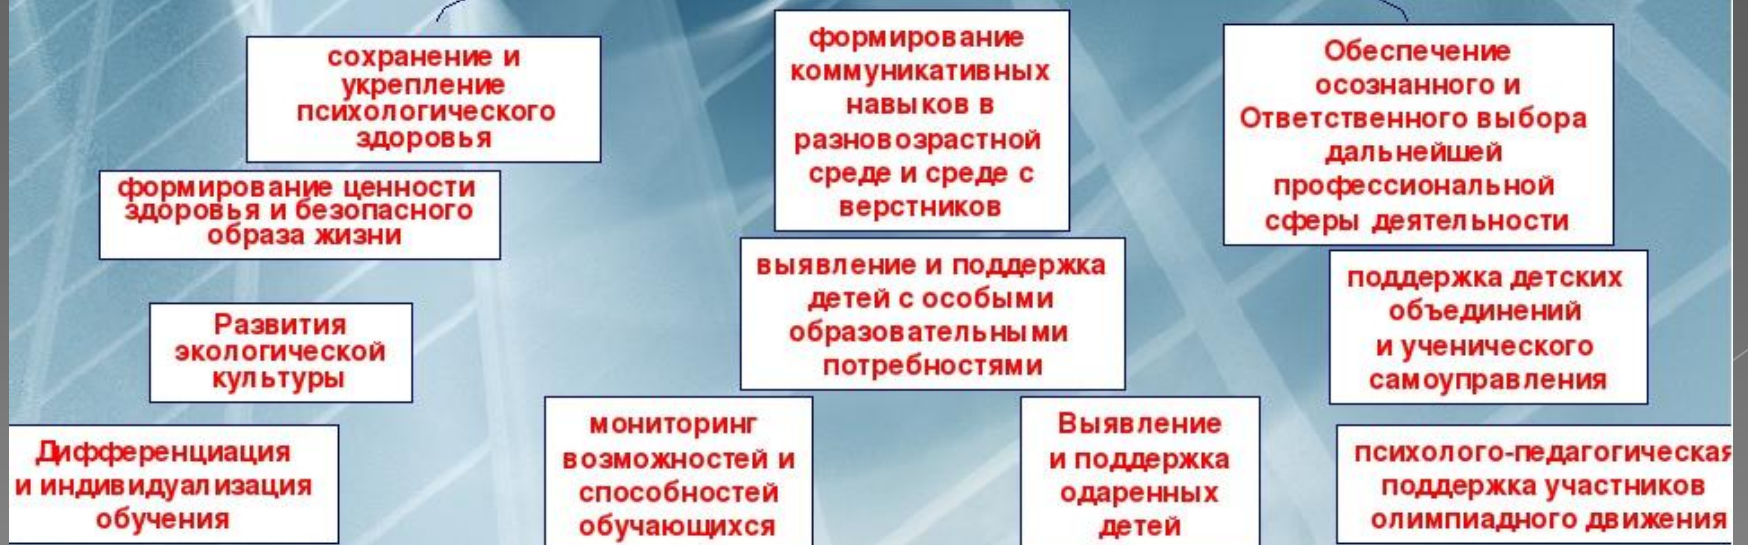 сохранение и
укрепление
психологического
здоровья
формирование
коммуникативных
навыков в
разновозрастной
среде и среде с
верстников
Обеспечение
осознанного и
Ответственного выбора
дальнейшей
профессиональной
сферы деятельности
формирование ценности
здоровья и безопасного
образа жизни
выявление и поддержка
детей с особыми
образовательными
потребностями
поддержка детских
объединений
и ученического
самоуправления
Развития
экологической
культуры
Дифференциация
и индивидуализация
обучения
мониторинг
возможностей и
способностей
обучающихся
Выявление
и поддержка
одаренных
детей
психолого-педагогическая
поддержка участников
олимпиадного движения